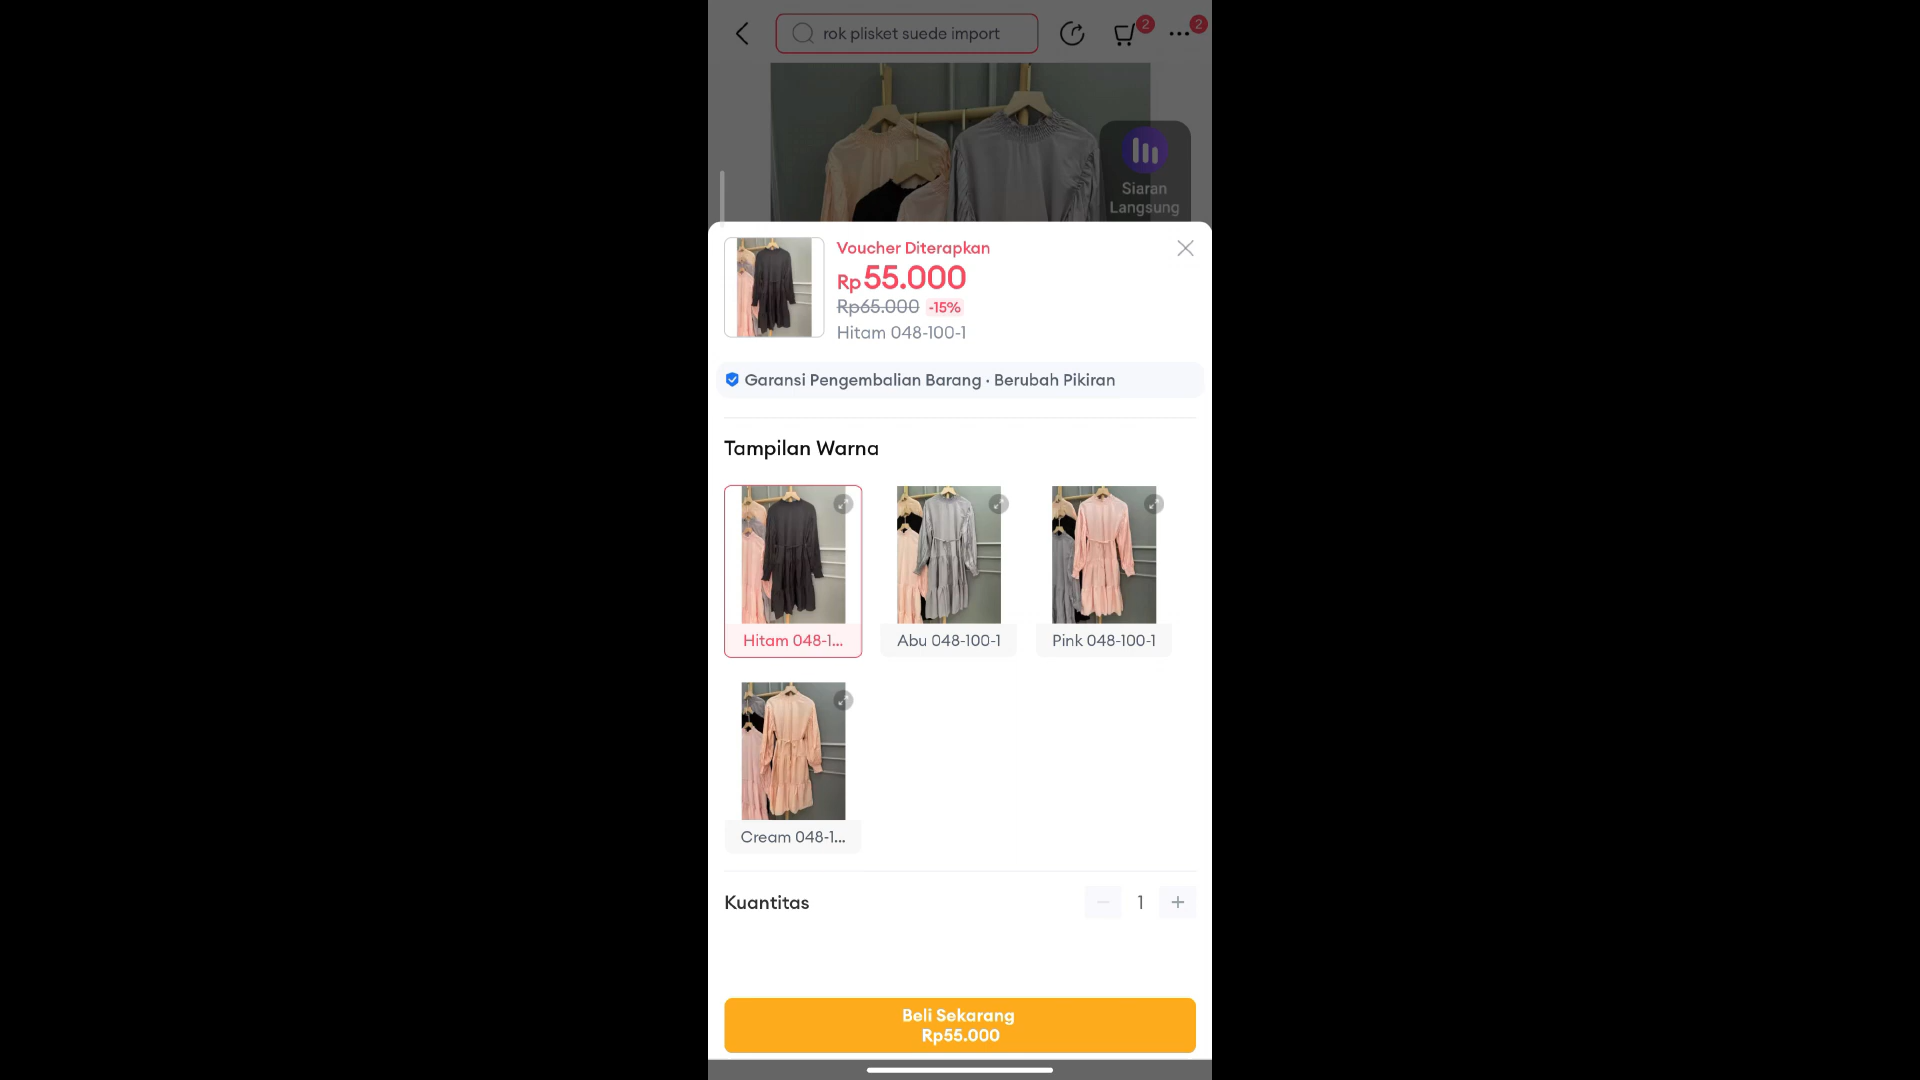 rok plisket suede import
2
2
Siaran
Langsung
Voucher Diterapkan
Rp55.000
Rp65.000 -15%
Hitam 048-100-1
Garansi Pengembalian Barang · Berubah Pikiran
Tampilan Warna
Hitam 048-1...
Abu 048-100-1
Pink 048-100-1
Cream 048-1...
Kuantitas
1
Beli Sekarang
Rp55.000